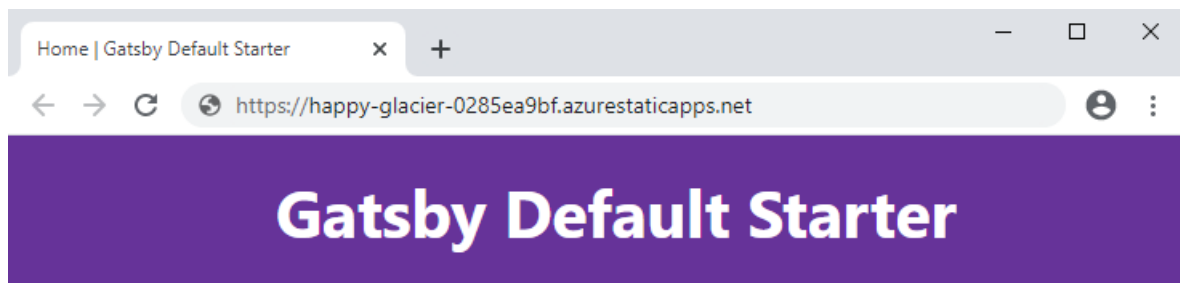 Home | Gatsby Default Starter
https://happy-glacier-0285ea9bf.azurestaticapps.net
Gatsby Default Starter